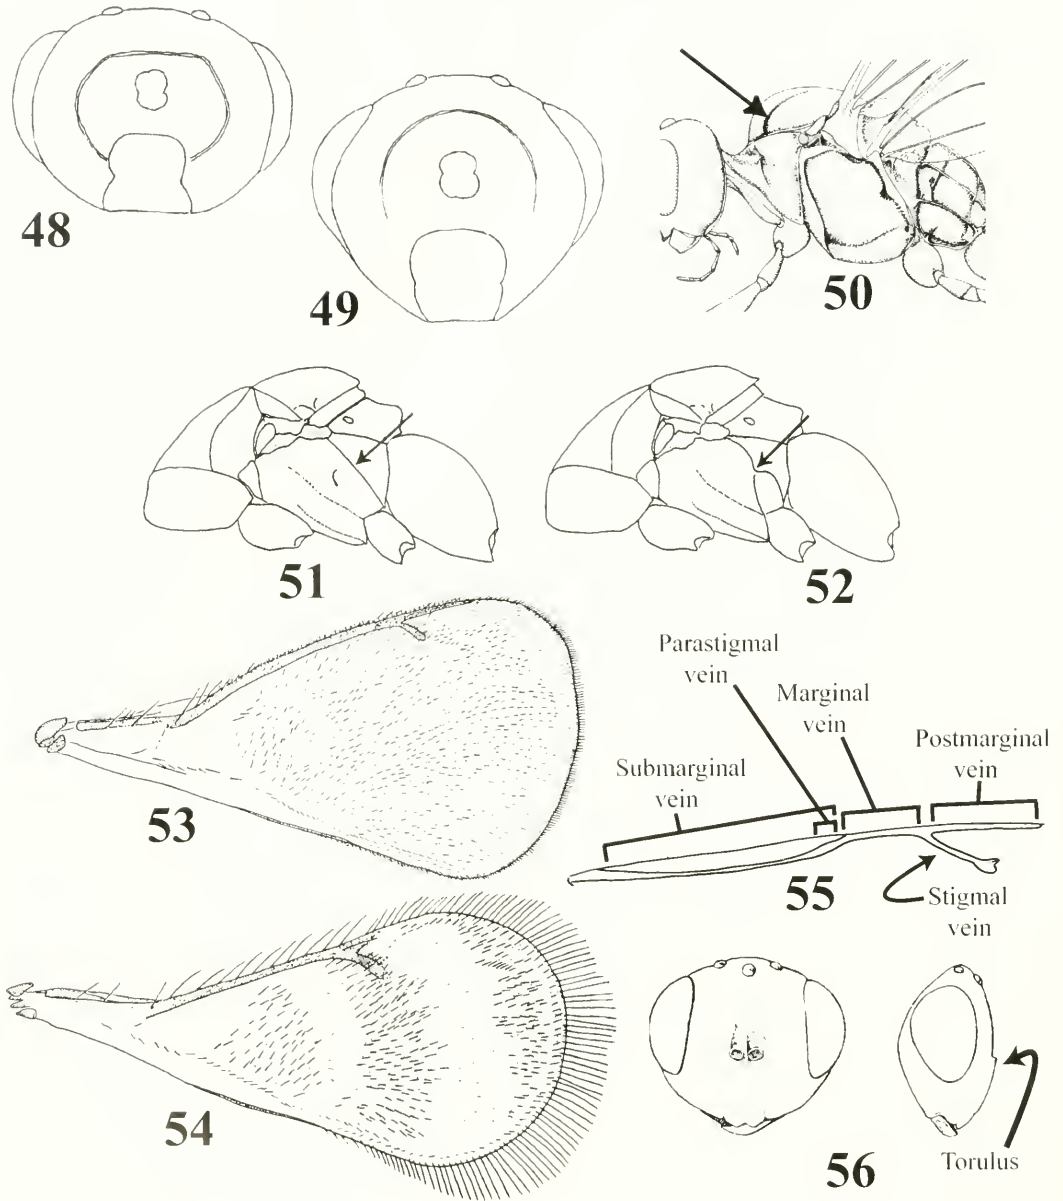 48
49
50
51
52
53
Parastigmal
vein
Marginal
vein
Postmarginal
vein
Submarginal
vein
55
Stigmal
vein
54
56
Torulus